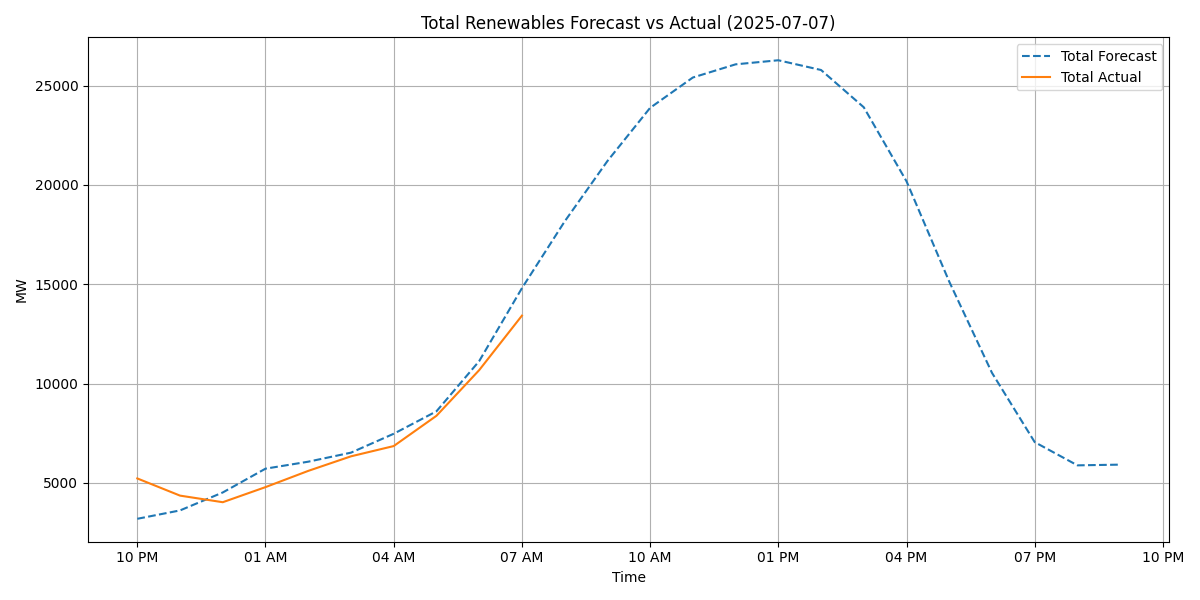 Total Renewables Forecast vs Actual (2025-07-07)
Total Forecast
Total Actual
25000
20000
15000
10000
5000
MW
10 PM 01 AM 04 AM 07 AM 10 AM 01 PM 04 PM 07 PM 10 PM
Time